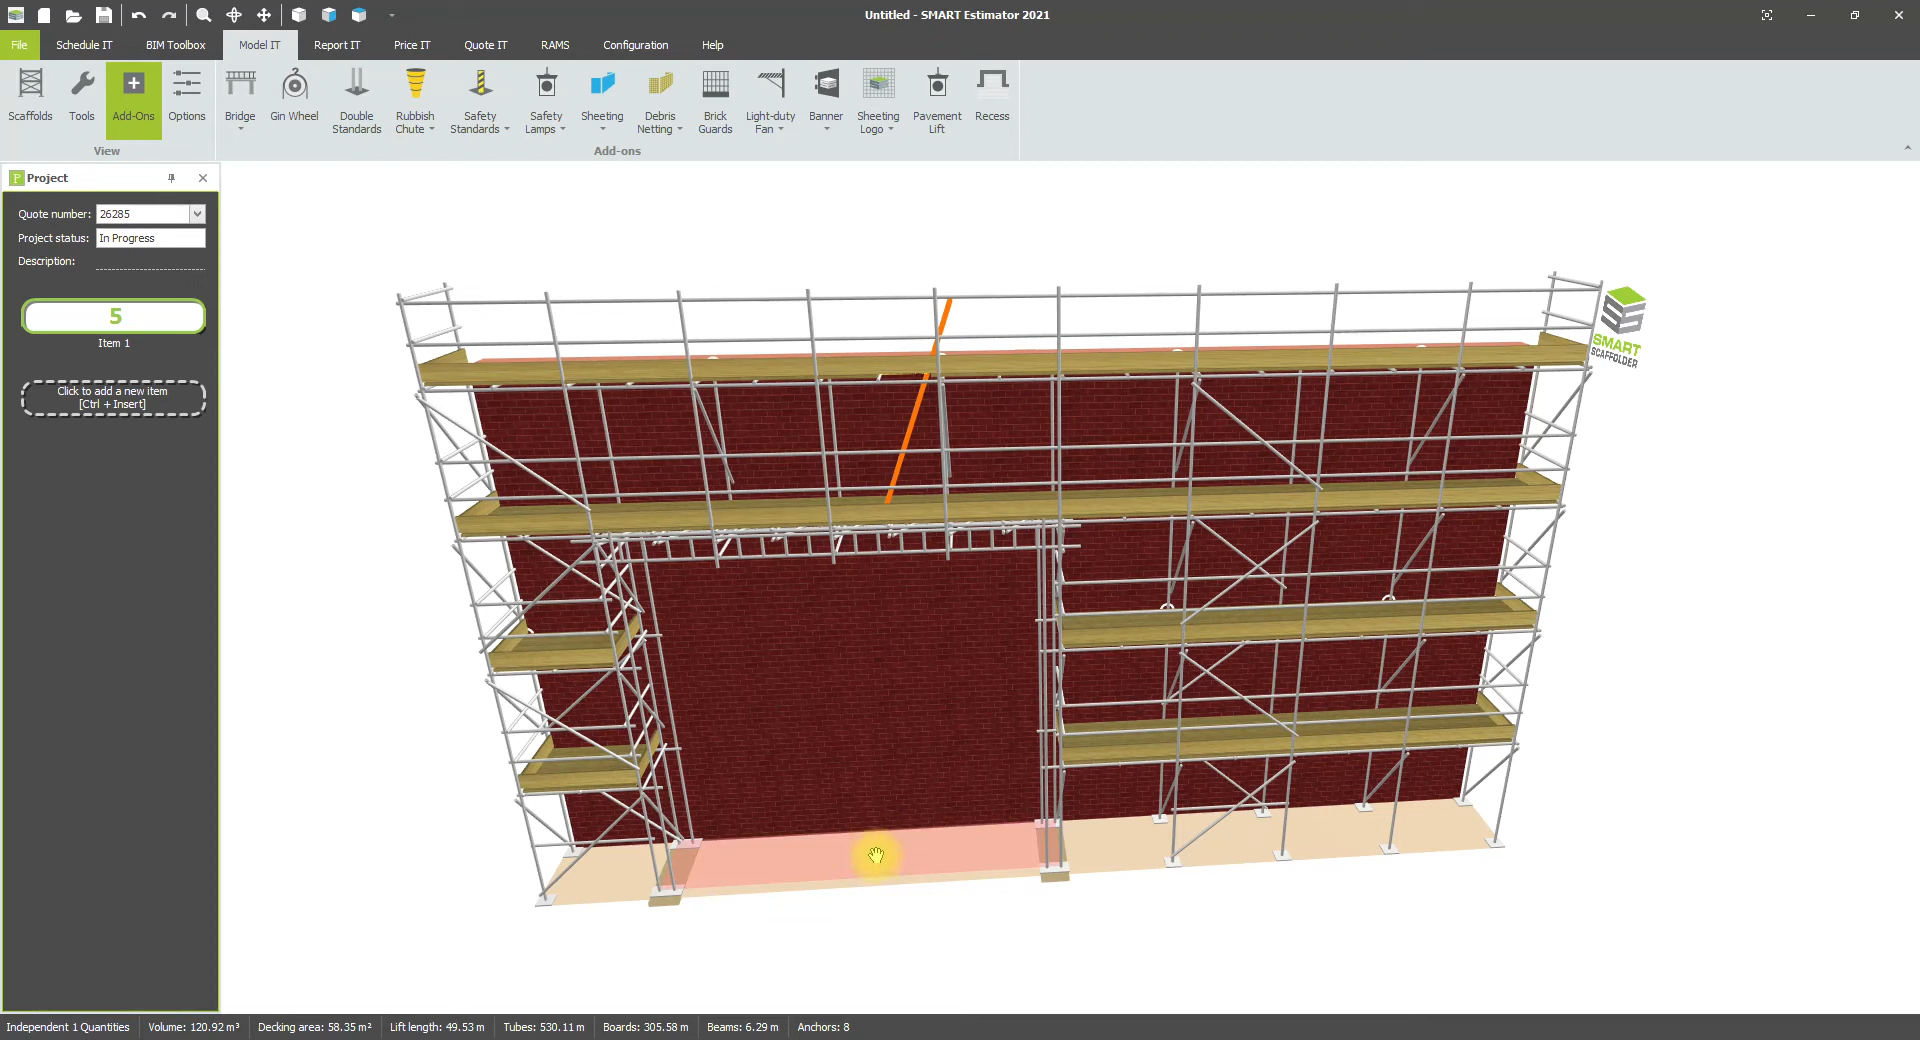 Untitled - SMART Estimator 2021
File
Schedule IT
BIM Toolbox
Model IT
Report IT
Price IT
Quote IT
RAMS
Configuration
Help
Scaffolds
Tools
Add-Ons
Options
Bridge
Gin Wheel
Double
Standards
Rubbish
Chute
Safety
Standards
Safety
Lamps
Sheeting
Debris
Netting
Brick
Guards
Light-duty
Fan
Banner
Sheeting
Logo
Pavement
Lift
Recess
View
Add-ons
P Project
Quote number: 26285
Project status: In Progress
Description:
5
Item 1
Click to add a new item
[Ctrl + Insert]
SMART
SCAFFOLDER
Independent 1 Quantities
Volume: 120.92 m³
Decking area: 58.35 m²
Lift length: 49.53 m
Tubes: 530.11 m
Boards: 305.58 m
Beams: 6.29 m
Anchors: 8